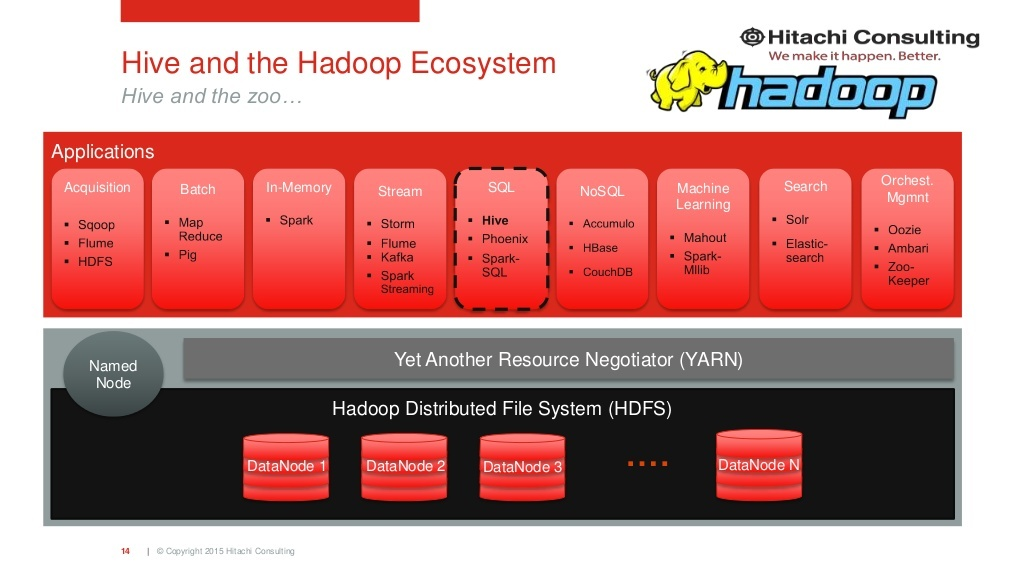 Hitachi Consulting
We make it happen. Better.
hadoop
Hive and the Hadoop Ecosystem
Hive and the zoo…
Applications
Acquisition
▪ Sqoop
▪ Flume
▪ HDFS
Batch
▪ Map
Reduce
▪ Pig
In-Memory
▪ Spark
Stream
▪ Storm
▪ Flume
▪ Kafka
▪ Spark
Streaming
SQL
▪ Hive
▪ Phoenix
▪ Spark-
SQL
NoSQL
▪ Accumulo
▪ HBase
▪ CouchDB
Machine
Learning
▪ Mahout
▪ Spark-
Mllib
Search
▪ Solr
▪ Elastic-
search
Orchest.
Mgmnt
▪ Oozie
▪ Ambari
▪ Zoo-
Keeper
Named
Node
Yet Another Resource Negotiator (YARN)
Hadoop Distributed File System (HDFS)
DataNode 1
DataNode 2
DataNode 3
....
DataNode N
14 | © Copyright 2015 Hitachi Consulting